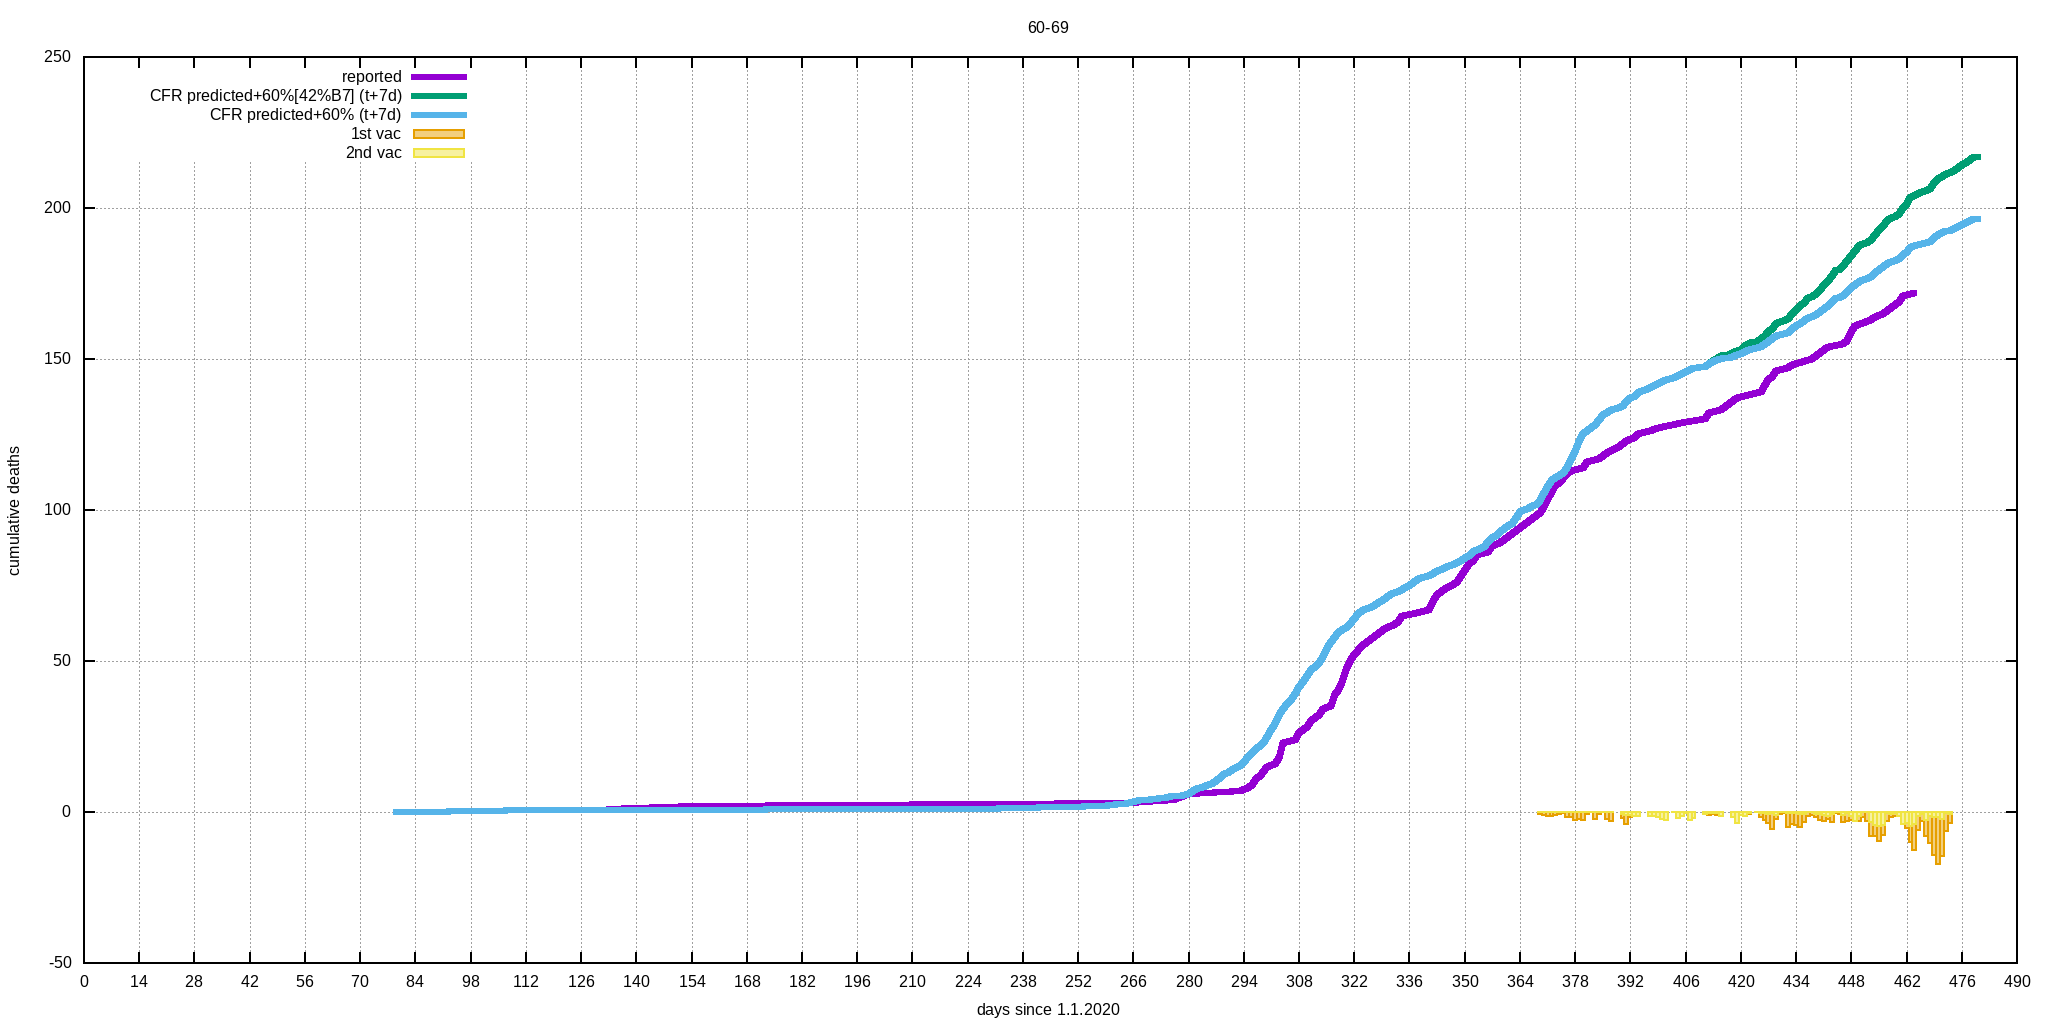 60-69
250
200
150
100
50
0
-50
cumulative deaths
reported
CFR predicted+60%[42%B7] (t+7d)
CFR predicted+60% (t+7d)
1st vac
2nd vac
0 14 28 42 56 70 84 98 112 126 140 154 168 182 196 210 224 238 252 266 280 294 308 322 336 350 364 378 392 406 420 434 448 462 476 490
days since 1.1.2020